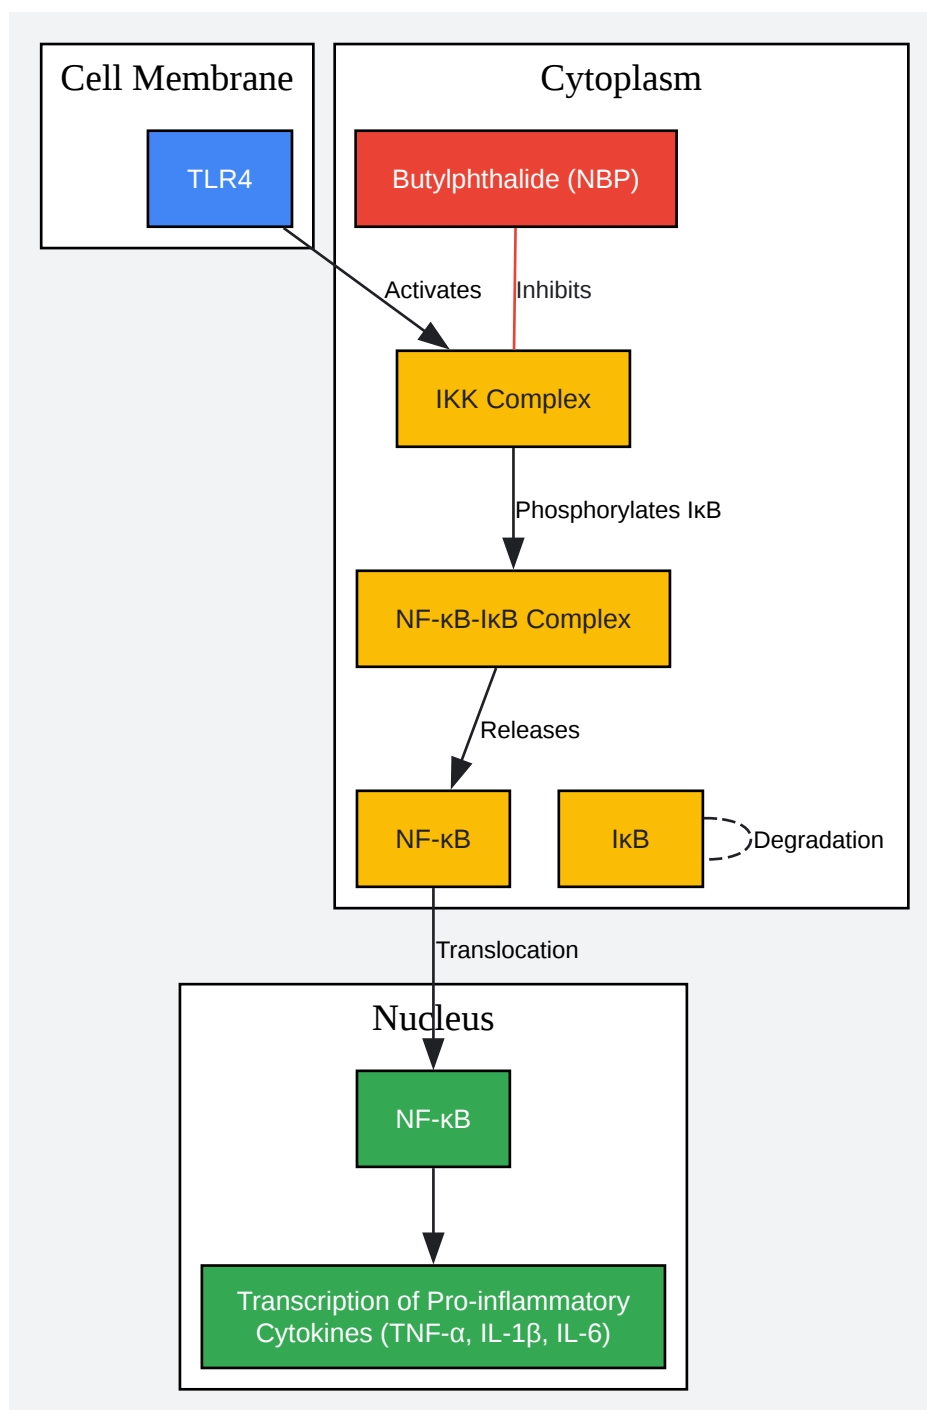 Cell Membrane
Cytoplasm
TLR4
Butylphthalide (NBP)
Activates
Inhibits
IKK Complex
Phosphorylates IκB
NF-κB-IκB Complex
Releases
NF-κB
IκB
Degradation
Translocation
Nucleus
NF-κB
Transcription of Pro-inflammatory
Cytokines (TNF-α, IL-1β, IL-6)